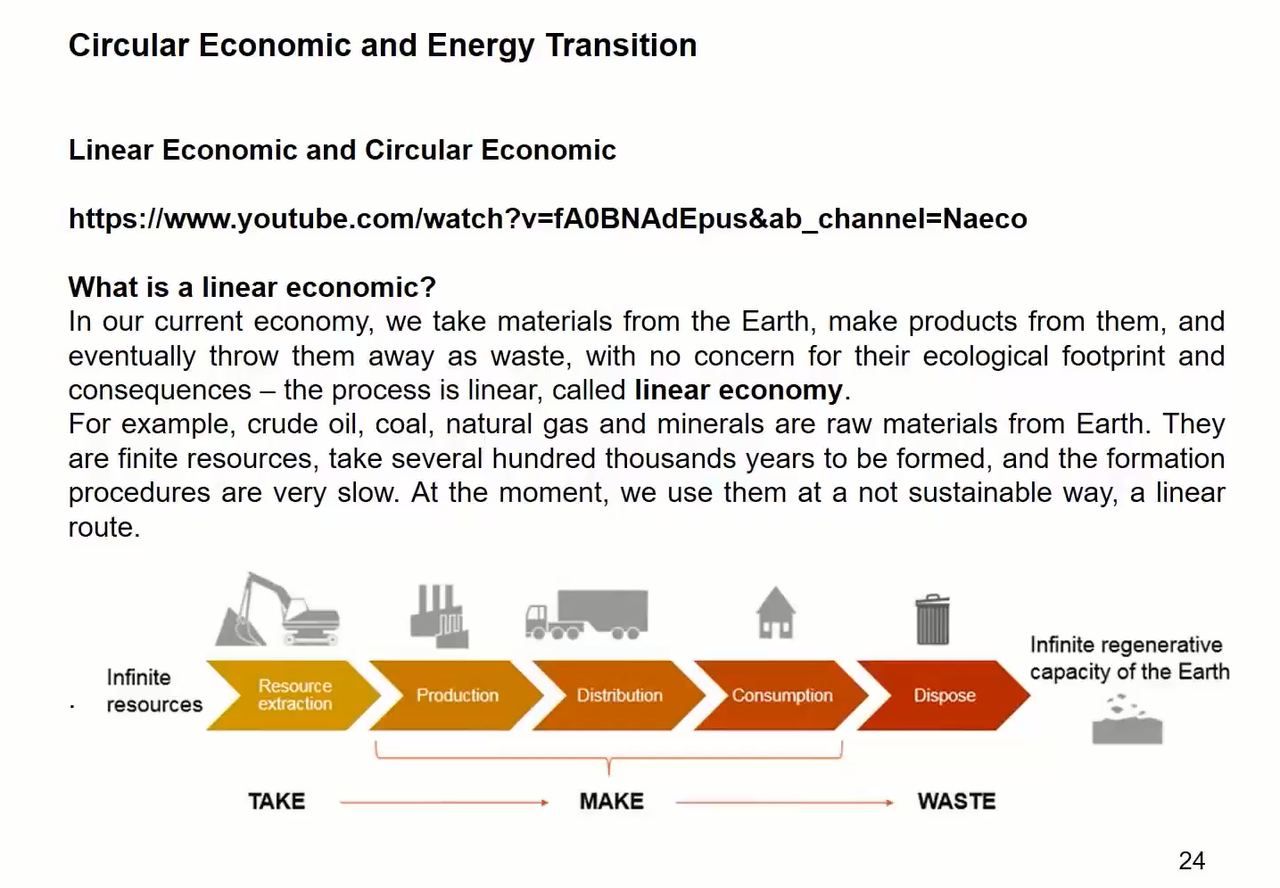 Circular Economic and Energy Transition
Linear Economic and Circular Economic
https://www.youtube.com/watch?v=fA0BNAdEpus&ab_channel=Naeco
What is a linear economic?
In our current economy, we take materials from the Earth, make products from them, and
eventually throw them away as waste, with no concern for their ecological footprint and
consequences – the process is linear, called linear economy.
For example, crude oil, coal, natural gas and minerals are raw materials from Earth. They
are finite resources, take several hundred thousands years to be formed, and the formation
procedures are very slow. At the moment, we use them at a not sustainable way, a linear
route.
Infinite
. resources
Resource
extraction
Production
Distribution
Consumption
Dispose
Infinite regenerative
capacity of the Earth
TAKE
MAKE
WASTE
24